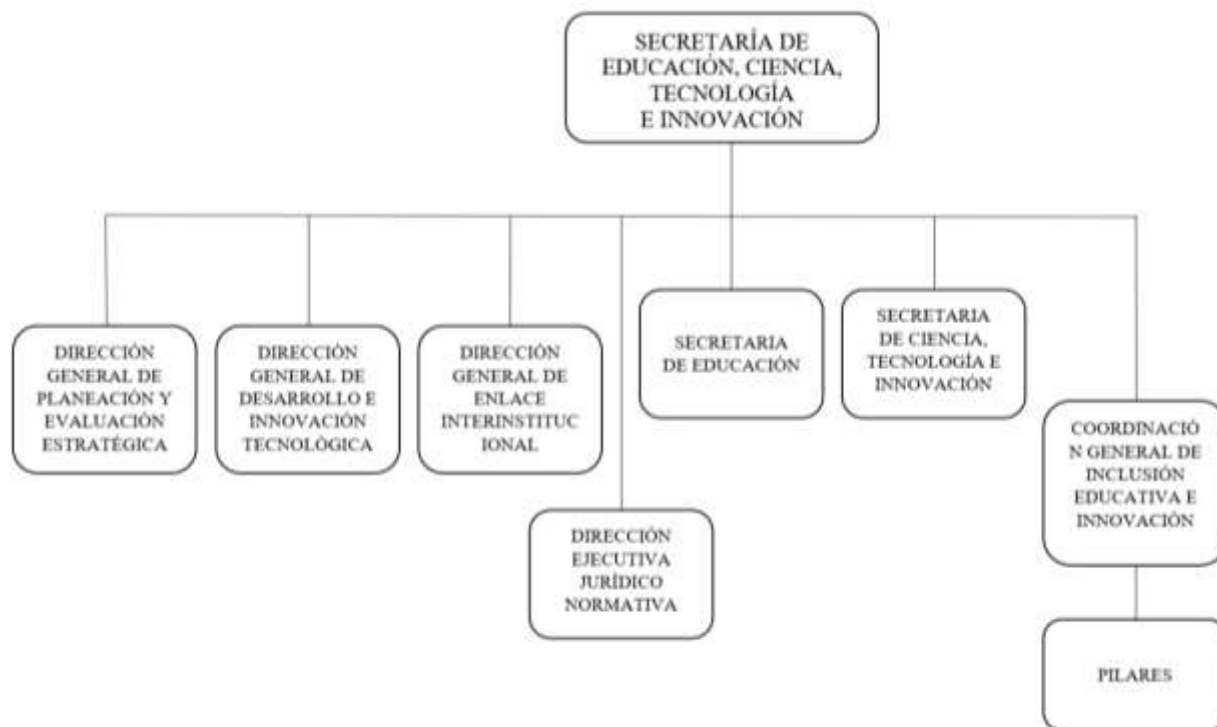 SECRETARÍA DE
EDUCACIÓN, CIENCIA,
TECNOLOGÍA
E INNOVACIÓN
DIRECCIÓN
GENERAL DE
PLANEACIÓN Y
EVALUACIÓN
ESTRATÉGICA
DIRECCIÓN
GENERAL DE
DESARROLLO E
INNOVACIÓN
TECNOLÓGICA
DIRECCIÓN
GENERAL DE
ENLACE
INTERINSTITUC
IONAL
DIRECCIÓN
EJECUTIVA
JURÍDICO
NORMATIVA
SECRETARÍA
DE EDUCACIÓN
SECRETARIA
DE CIENCIA,
TECNOLOGÍA E
INNOVACIÓN
COORDINACIÓ
N GENERAL DE
INCLUSIÓN
EDUCATIVA E
INNOVACIÓN
PILARES